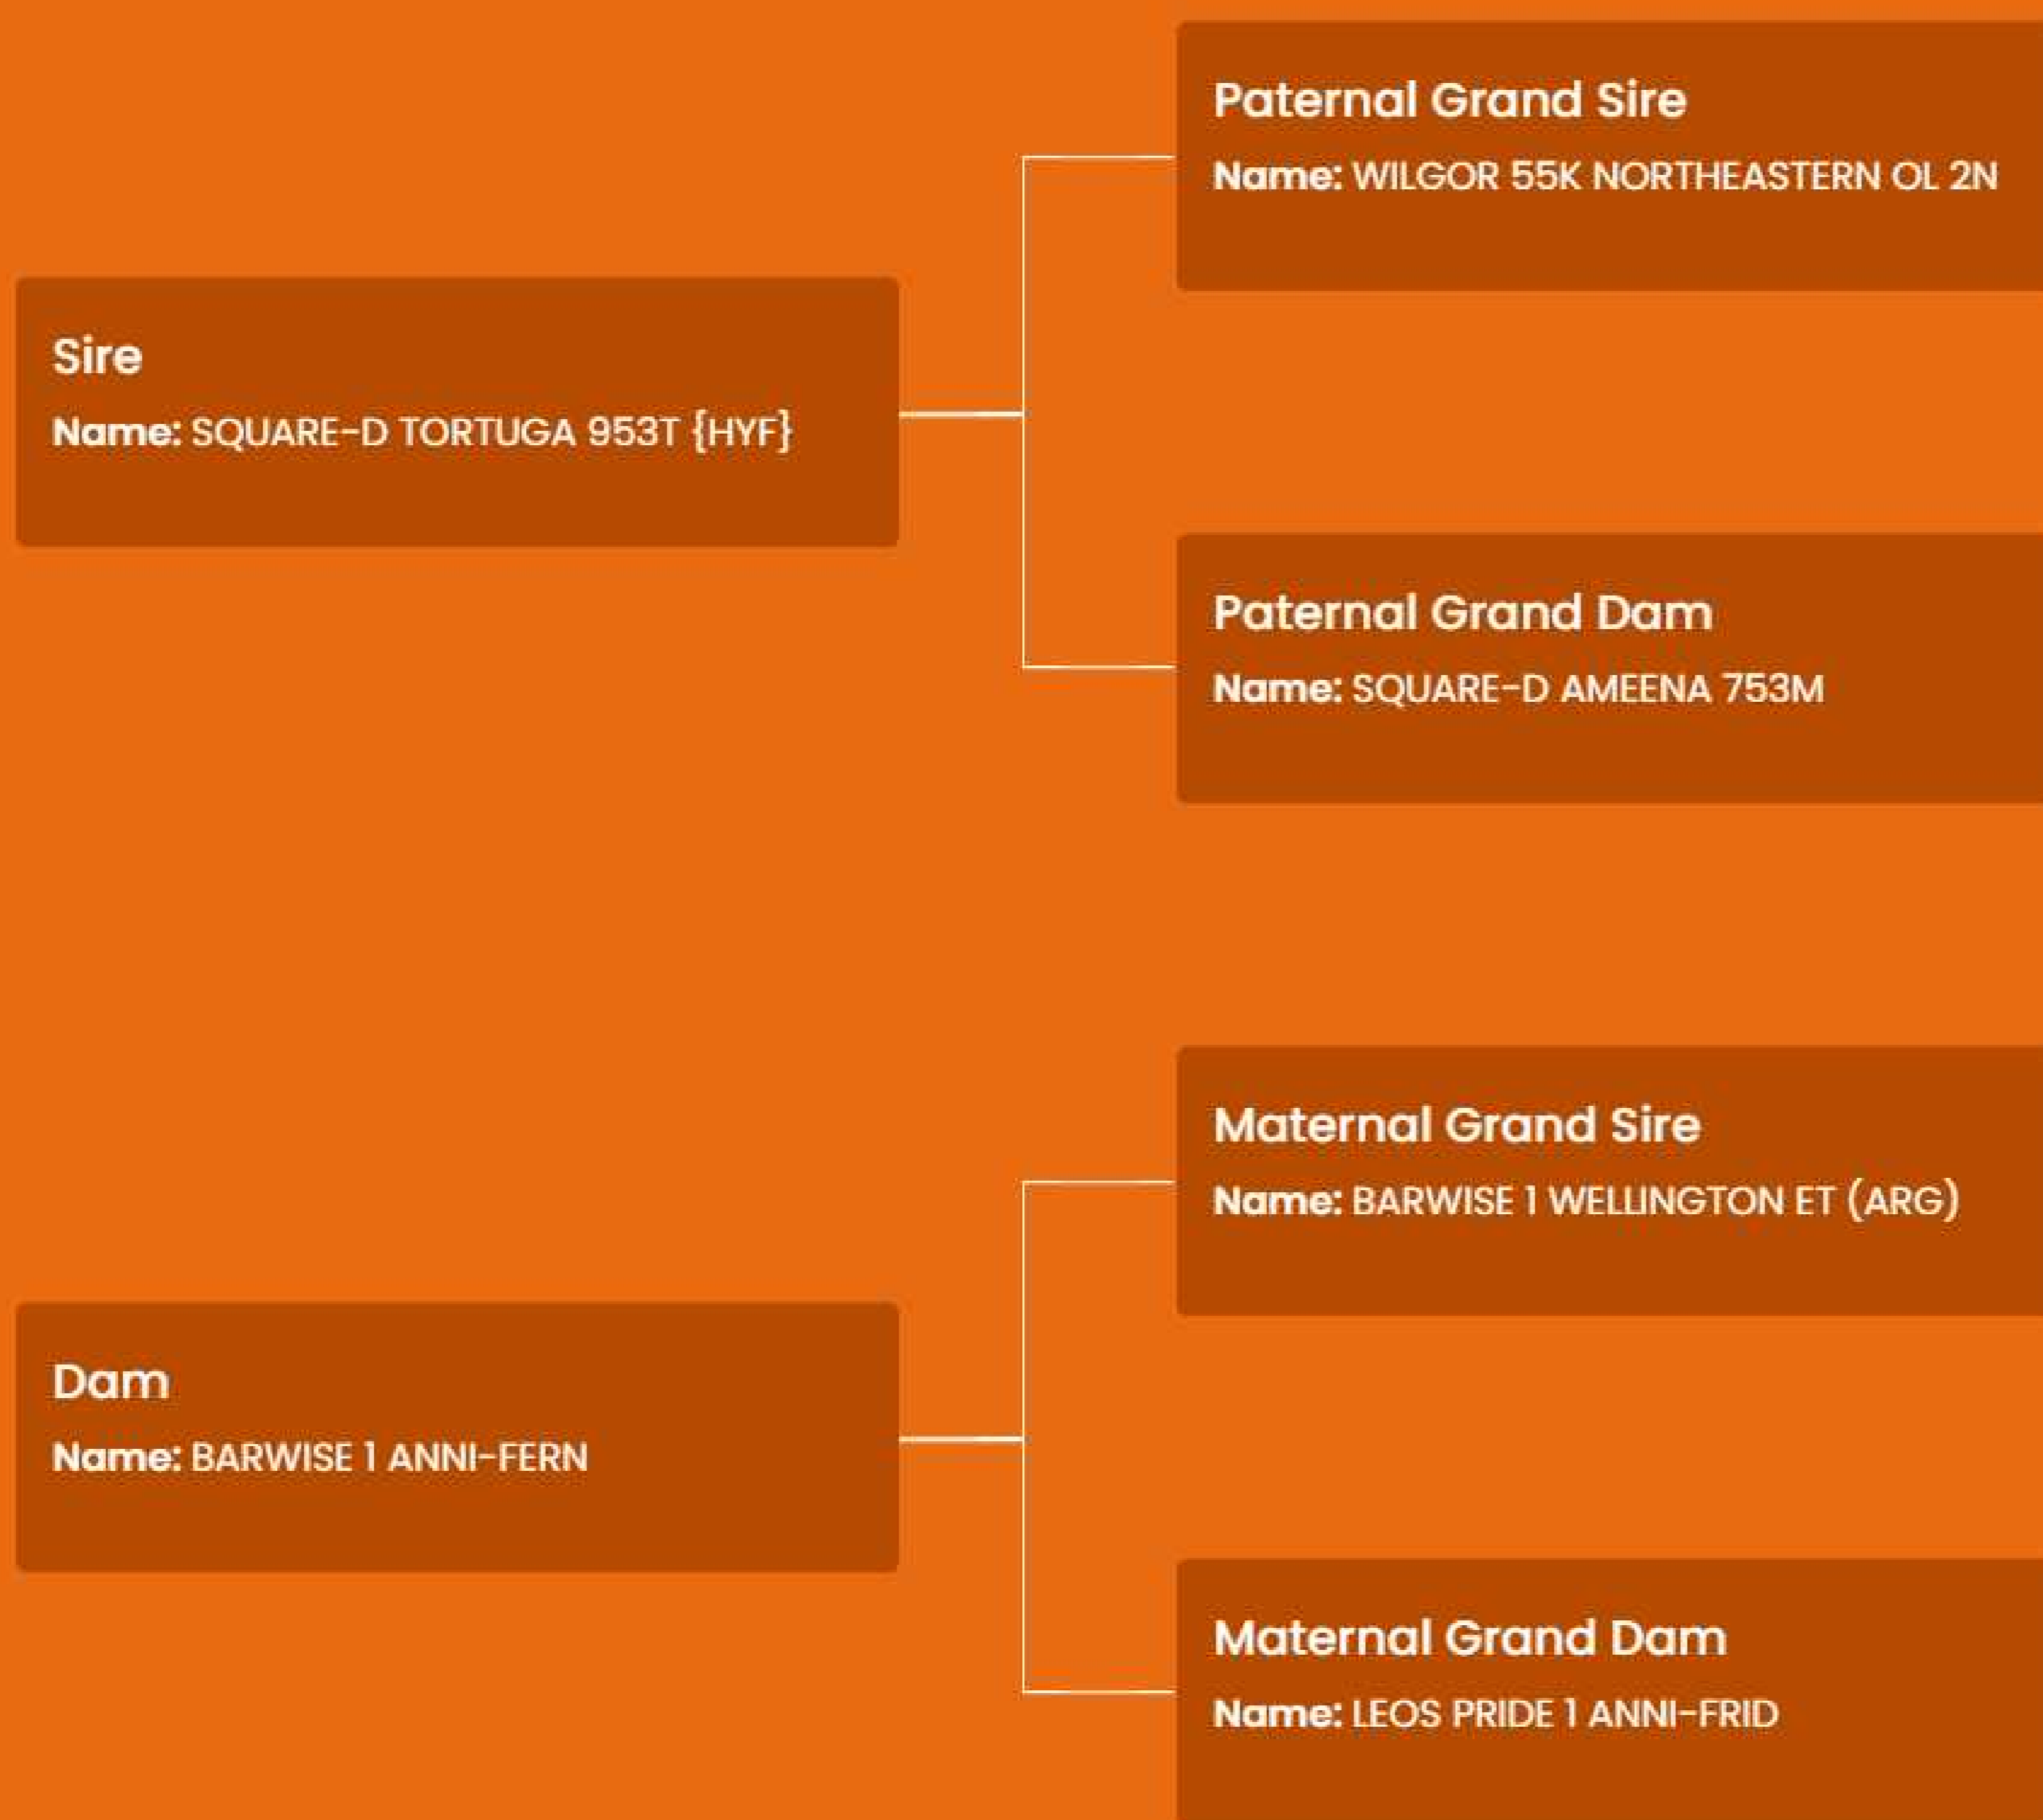 Paternal Grand Sire
Name: WILGOR 55K NORTHEASTERN OL 2N
Sire
Name: SQUARE-D TORTUGA 953T {HYF}
Paternal Grand Dam
Name: SQUARE-D AMEENA 753M
Maternal Grand Sire
Name: BARWISE 1 WELLINGTON ET (ARG)
Dam
Name: BARWISE 1 ANNI-FERN
Maternal Grand Dam
Name: LEOS PRIDE 1 ANNI-FRID